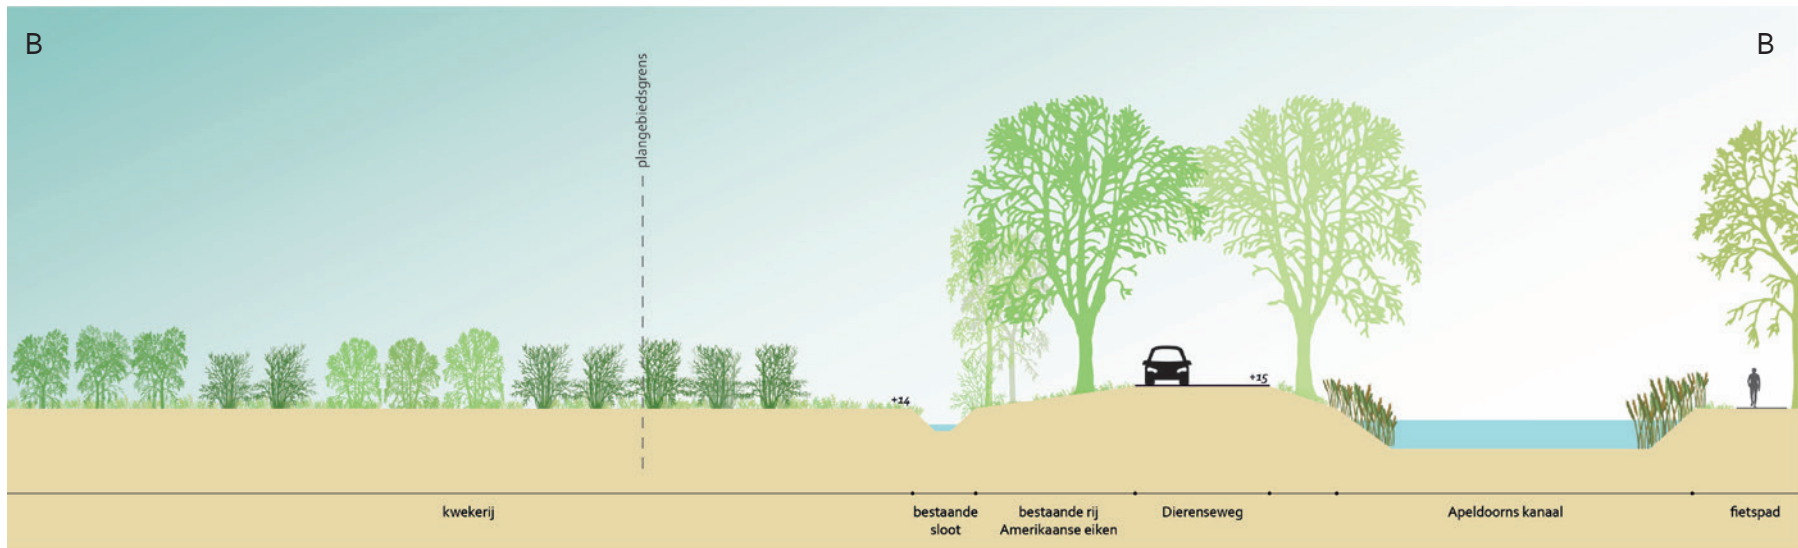 B
B
plangebiedsgrens
+14
+15
kwekerij
bestaande
sloot
bestaande rij
Amerikaanse eiken
Dierenseweg
Apeldoorns kanaal
fietspad